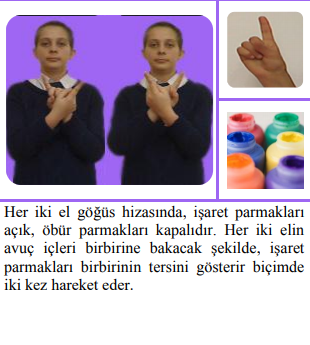 Her iki el göğüs hizasında, işaret parmakları
açık, öbür parmakları kapalıdır. Her iki elin
avuç içleri birbirine bakacak şekilde, işaret
parmakları birbirinin tersini gösterir biçimde
iki kez hareket eder.